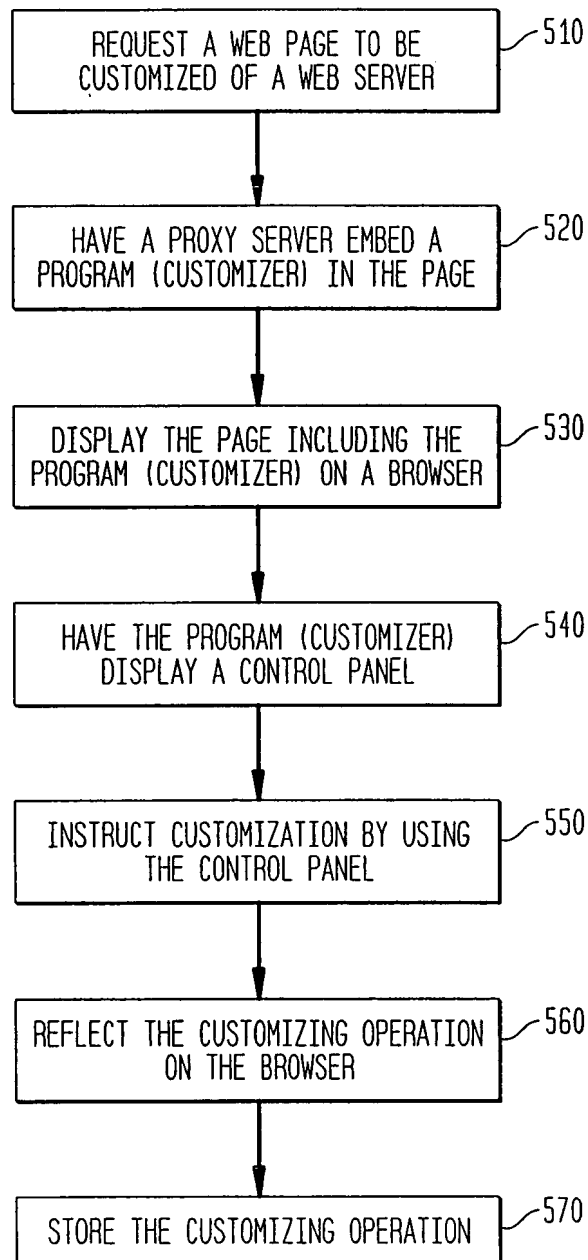 REQUEST A WEB PAGE TO BE
CUSTOMIZED OF A WEB SERVER
510
HAVE A PROXY SERVER EMBED A
PROGRAM (CUSTOMIZER) IN THE PAGE
520
DISPLAY THE PAGE INCLUDING THE
PROGRAM (CUSTOMIZER) ON A BROWSER
530
HAVE THE PROGRAM (CUSTOMIZER)
DISPLAY A CONTROL PANEL
540
INSTRUCT CUSTOMIZATION BY USING
THE CONTROL PANEL
550
REFLECT THE CUSTOMIZING OPERATION
ON THE BROWSER
560
STORE THE CUSTOMIZING OPERATION
570